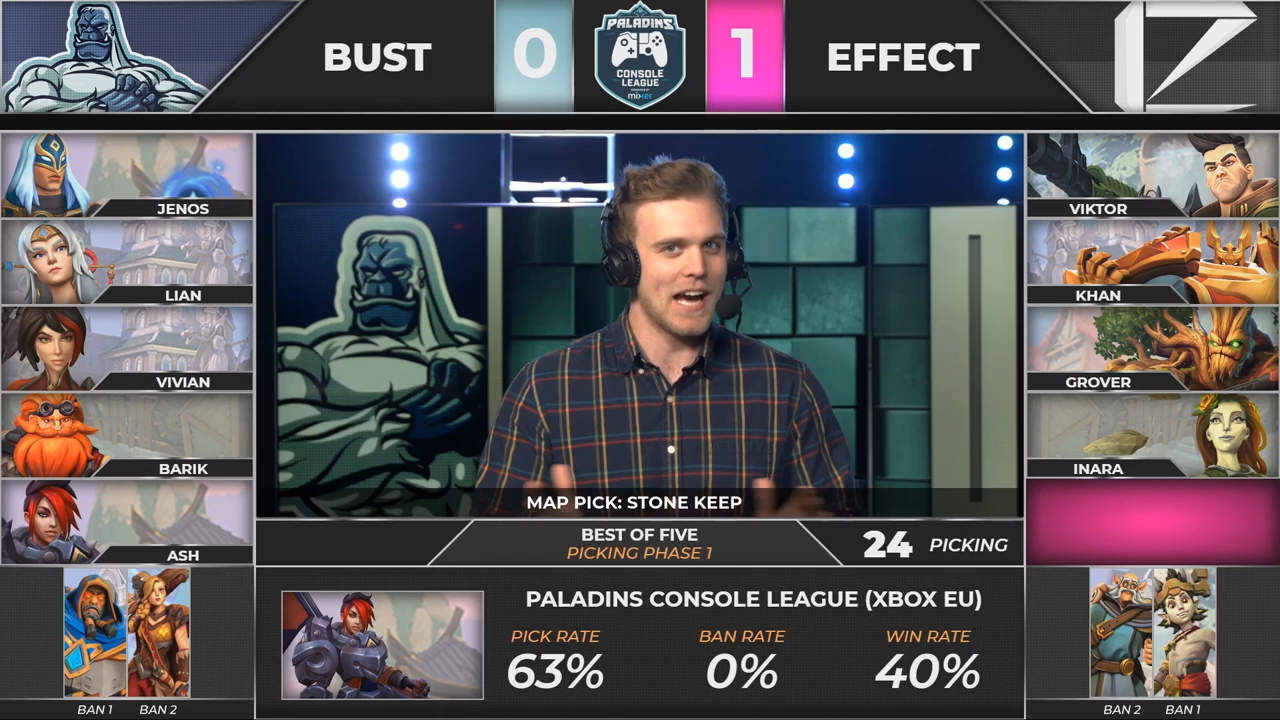 BUST
0
PALADINS
CONSOLE
LEAGUE
mixer
1
EFFECT
JENOS
LIAN
VIVIAN
BARIK
ASH
VIKTOR
KHAN
GROVER
INARA
MAP PICK: STONE KEEP
BEST OF FIVE
PICKING PHASE 1
24 PICKING
PALADINS CONSOLE LEAGUE (XBOX EU)
PICK RATE
63%
BAN RATE
0%
WIN RATE
40%
BAN 1 BAN 2
BAN 2 BAN 1